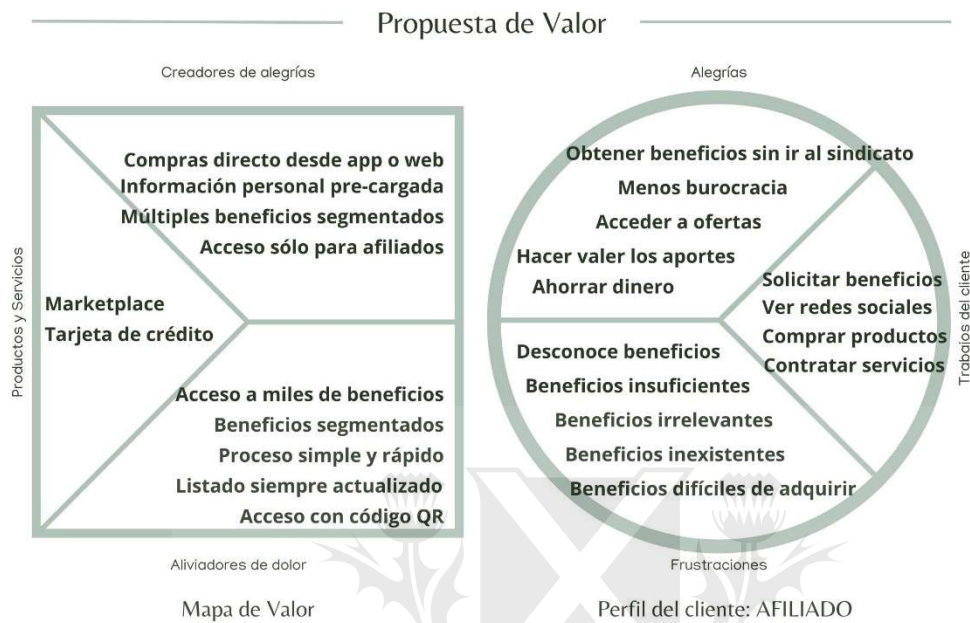 Propuesta de Valor
Creadores de alegrías
Compras directo desde app o web
Información personal pre-cargada
Múltiples beneficios segmentados
Acceso sólo para afiliados
Productos y Servicios
Marketplace
Tarjeta de crédito
Acceso a miles de beneficios
Beneficios segmentados
Proceso simple y rápido
Listado siempre actualizado
Acceso con código QR
Aliviadores de dolor
Mapa de Valor
Alegrías
Obtener beneficios sin ir al sindicato
Menos burocracia
Acceder a ofertas
Hacer valer los aportes
Ahorrar dinero
Solicitar beneficios
Ver redes sociales
Comprar productos
Contratar servicios
Trabajos del cliente
Desconoce beneficios
Beneficios insuficientes
Beneficios irrelevantes
Beneficios inexistentes
Beneficios difíciles de adquirir
Frustraciones
Perfil del cliente: AFILIADO